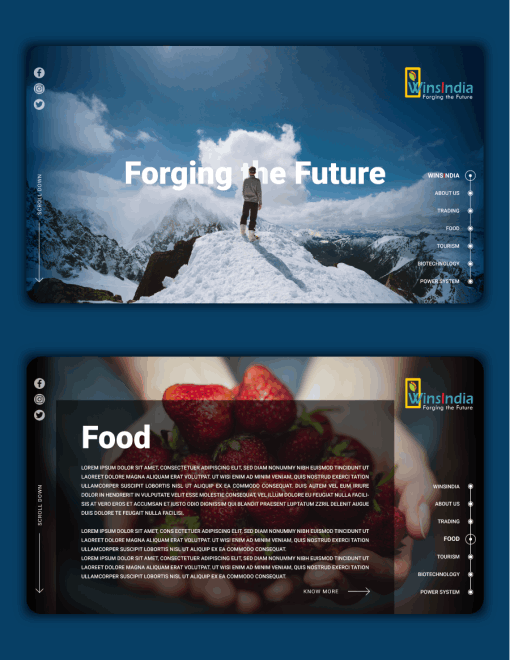 WinsIndia
Forging the Future
Forging the Future
SCROLL DOWN
WINS NDIA
ABOUT US
TRADING
FOOD
TOURISM
BIOTECHNOLOGY
POWER SYSTEM
WinsIndia
Forging the Future
Food
LOREM IPSUM DOLOR SIT AMET, CONSECTETUER ADIPISCING ELIT, SED DIAM NONUMMY NIBH EUISMOD TINCIDUNT UT
LAOREET DOLORE MAGNA ALIQUAM ERAT VOLUTPAT. UT WISI ENIM AD MINIM VENIAM, QUIS NOSTRUD EXERCI TATION
ULLAMCORPER SUSCIPIT LOBORTIS NISL UT ALIQUIP EX EA COMMODO CONSEQUAT. DUIS AUTEM VEL EUM IRIURE
DOLOR IN HENDRERIT IN VULPUTATE VELIT ESSE MOLESTIE CONSEQUAT, VEL ILLUM DOLORE EU FEUGIAT NULLA FACILI-
SIS AT VERO EROS ET ACCUMSAN ET IUSTO ODIO DIGNISSIM QUI BLANDIT PRAESENT LUPTATUM ZZRIL DELENIT AUGUE
DUIS DOLORE TE FEUGAIT NULLA FACILISI.
LOREM IPSUM DOLOR SIT AMET, CONS ECTETUER ADIPISCING ELIT, SED DIAM NONUMMY NIBH EUISMOD TINCIDUNT UT
LAOREET DOLORE MAGNA ALIQUAM ERAT VOLUTPAT. UT WISI ENIM AD MINIM VENIAM, QUIS NOSTRUD EXERCI TATION
ULLAMCORPER SUSCIPIT LOBORTIS NISL UT ALIQUIP EX EA COMMODO CONSEQUAT.
LOREM IPSUM DOLOR SIT AMET, CONSECTETUER ADIPISCING ELIT, SED DIAM NONUMMY NIBH EUISMOD TINCIDUNT UT
LAOREET DOLORE MAGNA ALIQUAM ERAT VOLUTPAT. UT WISI ENIM AD MINIM VENIAM, QUIS NOSTRUD EXERCI TATION
ULLAMCORPER SUSCIPIT LOBORTIS NISL UT ALIQUIP EX EA COMMODO CONSEQUAT.
KNOW MORE
SCROLL DOWN
WINSINDIA
ABOUT US
TRADING
FOOD
TOURISM
BIOTECHNOLOGY
POWER SYSTEM